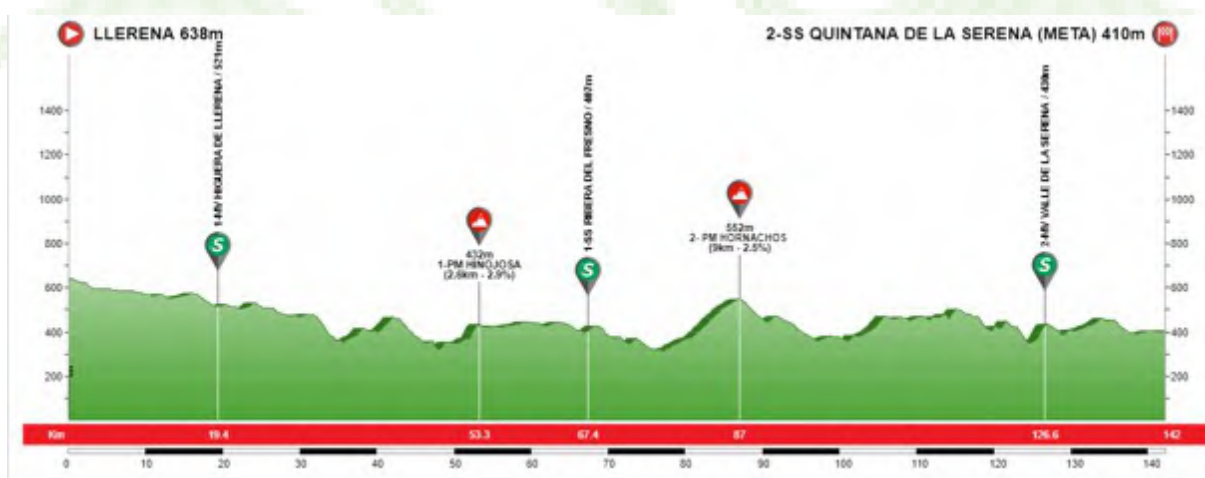 LLERENA 638m
2-SS QUINTANA DE LA SERENA (META) 410m
1-MV HIGUERA DE LLERENA / 521m
1-SS RIBERA DEL FRESNO / 407m
2-MV VALLE DE LA SERENA / 439m
S
432m
1-PM HINOJOSA
(2.8km - 2.9%)
S
552m
2- PM HORNACHOS
(9km - 2.5%)
S
1400
1200
1000
800
600
400
200
1400
1200
1000
800
600
400
200
Km 19.4 53.3 67.4 87 126.6 142
0 10 20 30 40 50 60 70 80 90 100 110 120 130 140